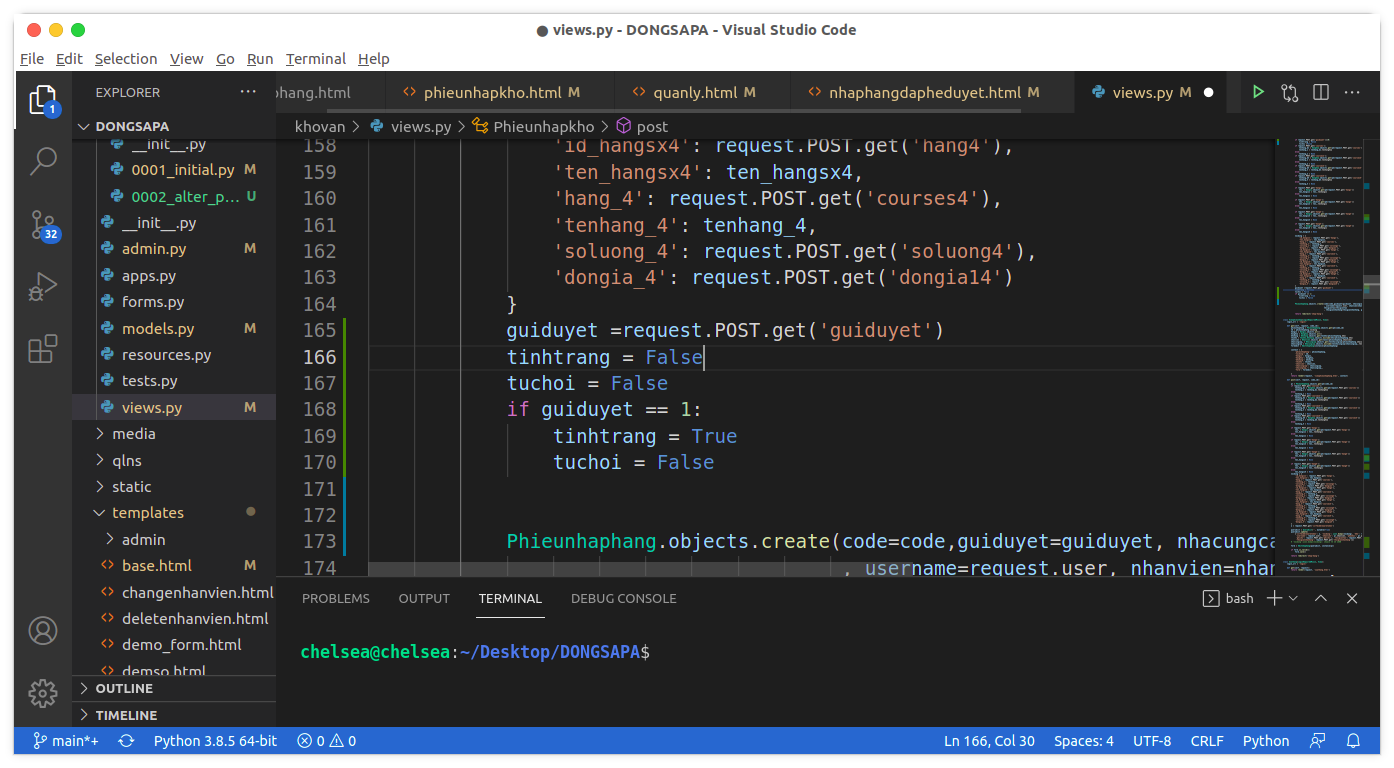 ● views.py - DONGSAPA - Visual Studio Code
File Edit Selection View Go Run Terminal Help
1
EXPLORER ···
hang.html phieunhapkho.html M quanly.html M nhaphangdapheduyet.html M views.py M
DONGSAPA
khovan > views.py > Phieunhapkho > post
__init__.py
0001_initial.py M
0002_alter_p... U
__init__.py
admin.py M
apps.py
forms.py
models.py M
resources.py
tests.py
views.py M
media
qlns
static
templates
admin
base.html M
changenhanvien.html
deletenhanvien.html
demo_form.html
demso.html
OUTLINE
TIMELINE
32
158 'id_hangsx4': request.POST.get('hang4'),
159 'ten_hangsx4': ten_hangsx4,
160 'hang_4': request.POST.get('courses4'),
161 'tenhang_4': tenhang_4,
162 'soluong_4': request.POST.get('soluong4'),
163 'dongia_4': request.POST.get('dongia14')
164 }
165 guiduyet =request.POST.get('guiduyet')
166 tinhtrang = False
167 tuchoi = False
168 if guiduyet == 1:
169 tinhtrang = True
170 tuchoi = False
171
172
173 Phieunhaphang.objects.create(code=code,guiduyet=guiduyet, nhacungca
174 , username=request.user, nhanvien=nhan
PROBLEMS OUTPUT TERMINAL DEBUG CONSOLE bash
chelsea@chelsea:~/Desktop/DONGSAPA$
main*+ Python 3.8.5 64-bit 0 0 Ln 166, Col 30 Spaces: 4 UTF-8 CRLF Python